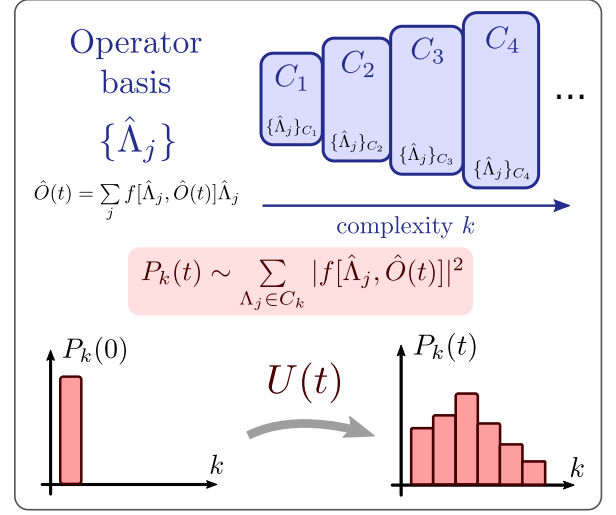 Operator
basis
{Λ̂_j}
Ô(t) = ∑_j f[Λ̂_j, Ô(t)]Λ̂_j
C_1 C_2 C_3 C_4 ...
{Λ̂_j}_{C_1} {Λ̂_j}_{C_2} {Λ̂_j}_{C_3} {Λ̂_j}_{C_4}
complexity k
P_k(t) ∼ ∑_{Λ_j∈C_k} |f[Λ̂_j, Ô(t)]|^2
P_k(0)
k
U(t)
P_k(t)
k